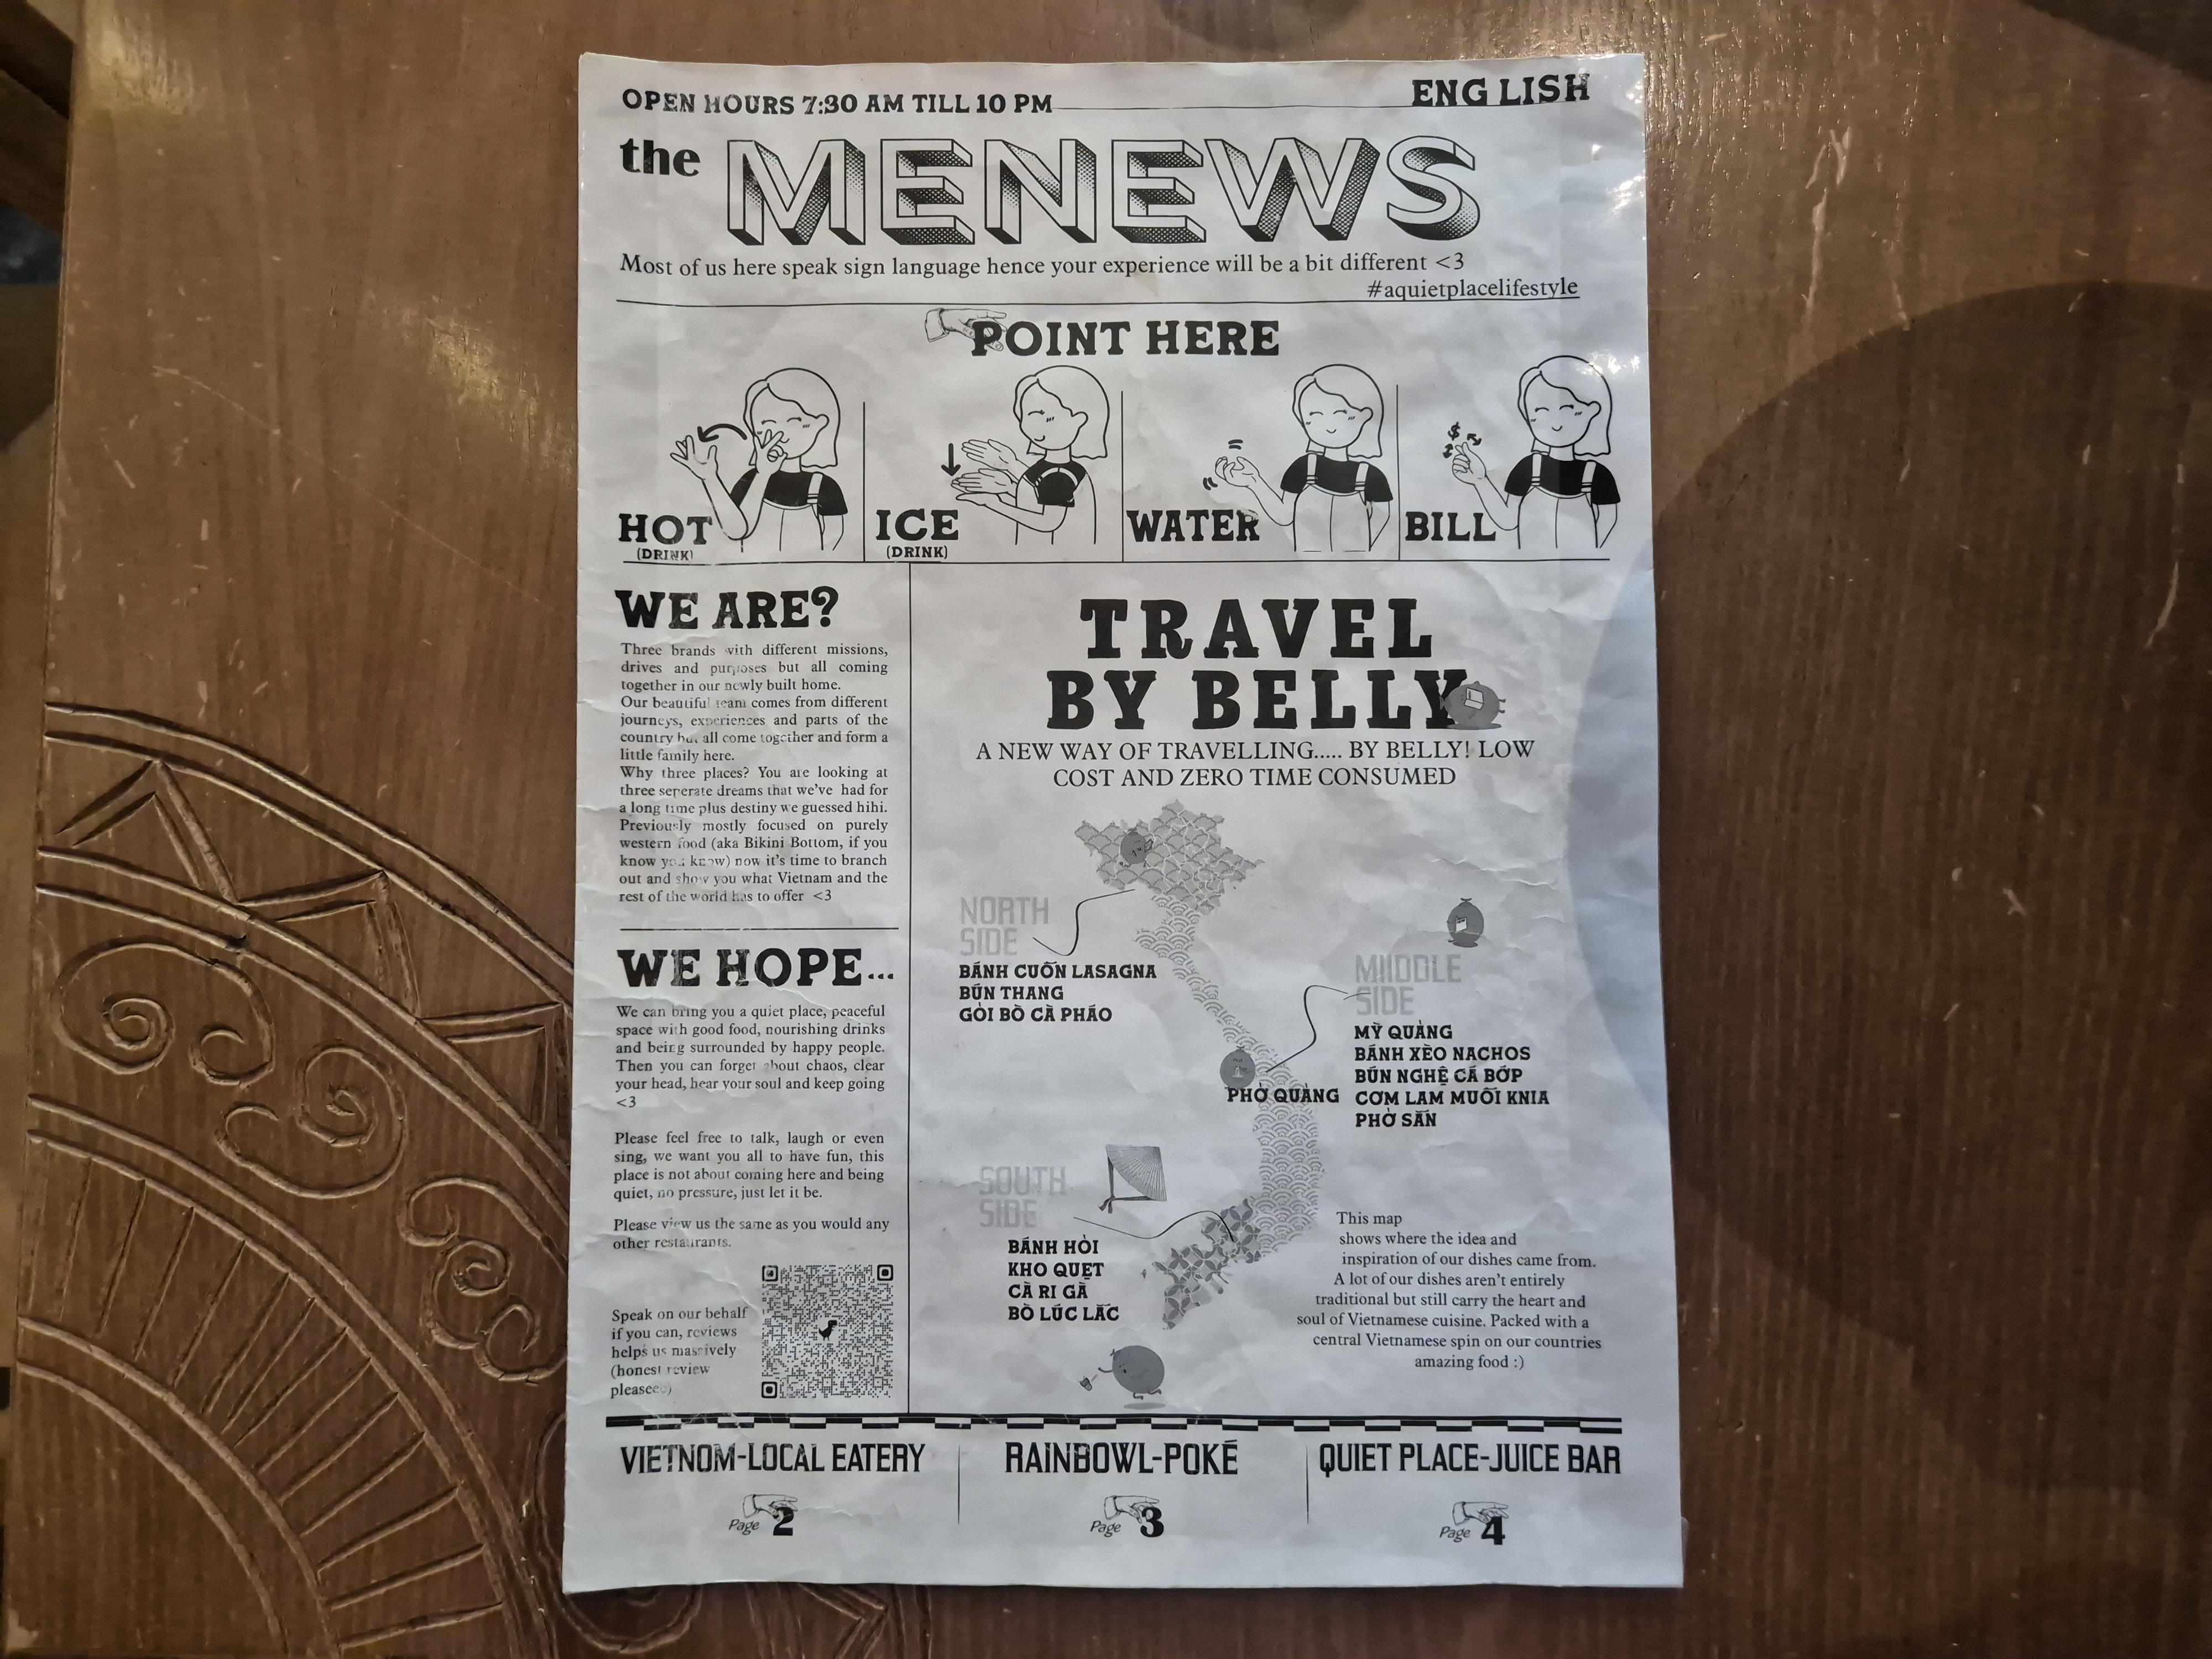 OPEN HOURS 7:30 AM TILL 10 PM
ENG LISH
the MENEWS
Most of us here speak sign language hence your experience will be a bit different <3
#aquietplacelifestyle
POINT HERE
HOT
(DRINK)
ICE
(DRINK)
WATER
$
BILL
WE ARE?
Three brands with different missions,
drives and purposes but all coming
together in our newly built home.
Our beautiful team comes from different
journeys, experiences and parts of the
country but all come together and form a
little family here.
Why three places? You are looking at
three seperate dreams that we've had for
a long time plus destiny we guessed hihi.
Previously mostly focused on purely
western food (aka Bikini Bottom, if you
know you know) now it's time to branch
out and show you what Vietnam and the
rest of the world has to offer <3
WE HOPE...
We can bring you a quiet place, peaceful
space with good food, nourishing drinks
and being surrounded by happy people.
Then you can forget about chaos, clear
your head, hear your soul and keep going
<3
Please feel free to talk, laugh or even
sing, we want you all to have fun, this
place is not about coming here and being
quiet, no pressure, just let it be.
Please view us the same as you would any
other restaurants.
Speak on our behalf
if you can, reviews
helps us massively
(honest review
pleaseee)
TRAVEL
BY BELLY
A NEW WAY OF TRAVELLING..... BY BELLY! LOW
COST AND ZERO TIME CONSUMED
NORTH
SIDE
BÁNH CUỐN LASAGNA
BÚN THANG
GỎI BÒ CÀ PHÁO
MIIDDLE
SIDE
MỲ QUẢNG
BÁNH XÈO NACHOS
BÚN NGHỆ CÁ BỚP
CƠM LAM MUỐI KNIA
PHỞ SẮN
PHỞ QUẢNG
SOUTH
SIDE
BÁNH HỎI
KHO QUẸT
CÀ RI GÀ
BÒ LÚC LẮC
This map
shows where the idea and
inspiration of our dishes came from.
A lot of our dishes aren't entirely
traditional but still carry the heart and
soul of Vietnamese cuisine. Packed with a
central Vietnamese spin on our countries
amazing food :)
VIETNOM-LOCAL EATERY
Page 2
RAINBOWL-POKÉ
Page 3
QUIET PLACE-JUICE BAR
Page 4